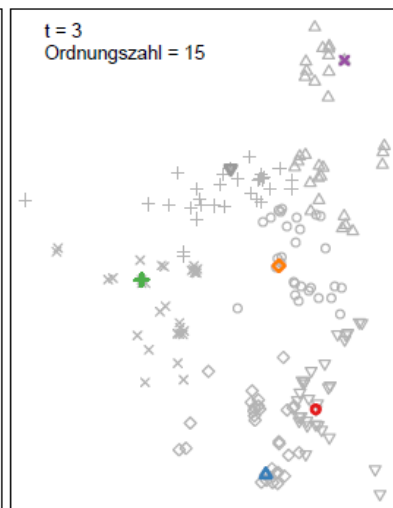 t = 3
Ordnungszahl = 15